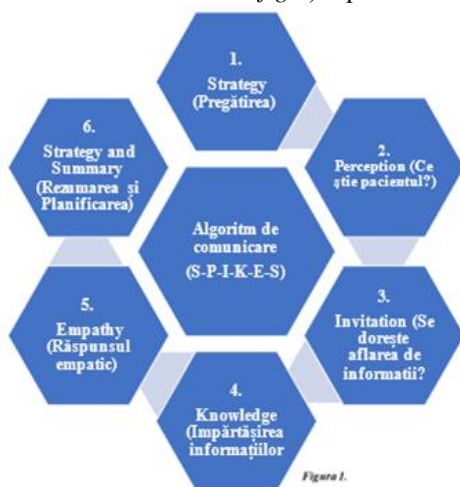 Algoritm de
comunicare
(S-P-I-K-E-S)
1.
Strategy
(Pregătirea)
2.
Perception (Ce
știe pacientul?)
3.
Invitation (Se
dorește
aflarea de
informatii?
4.
Knowledge
(Impărtășirea
informațiilor
5.
Empathy
(Răspunsul
empatic)
6.
Strategy and
Summary
(Rezumarea și
Planificarea)
Figura 1.